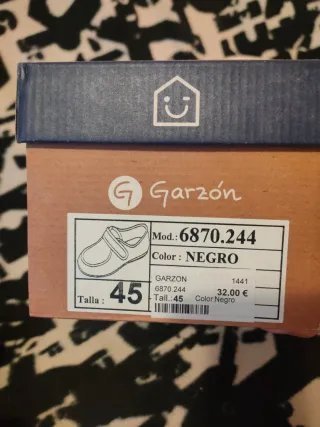 G Garzón
Mod.: 6870.244
Color : NEGRO
Talla : 45
GARZON 1441
6870.244 32,00 €
Tall.:45 Color:Negro